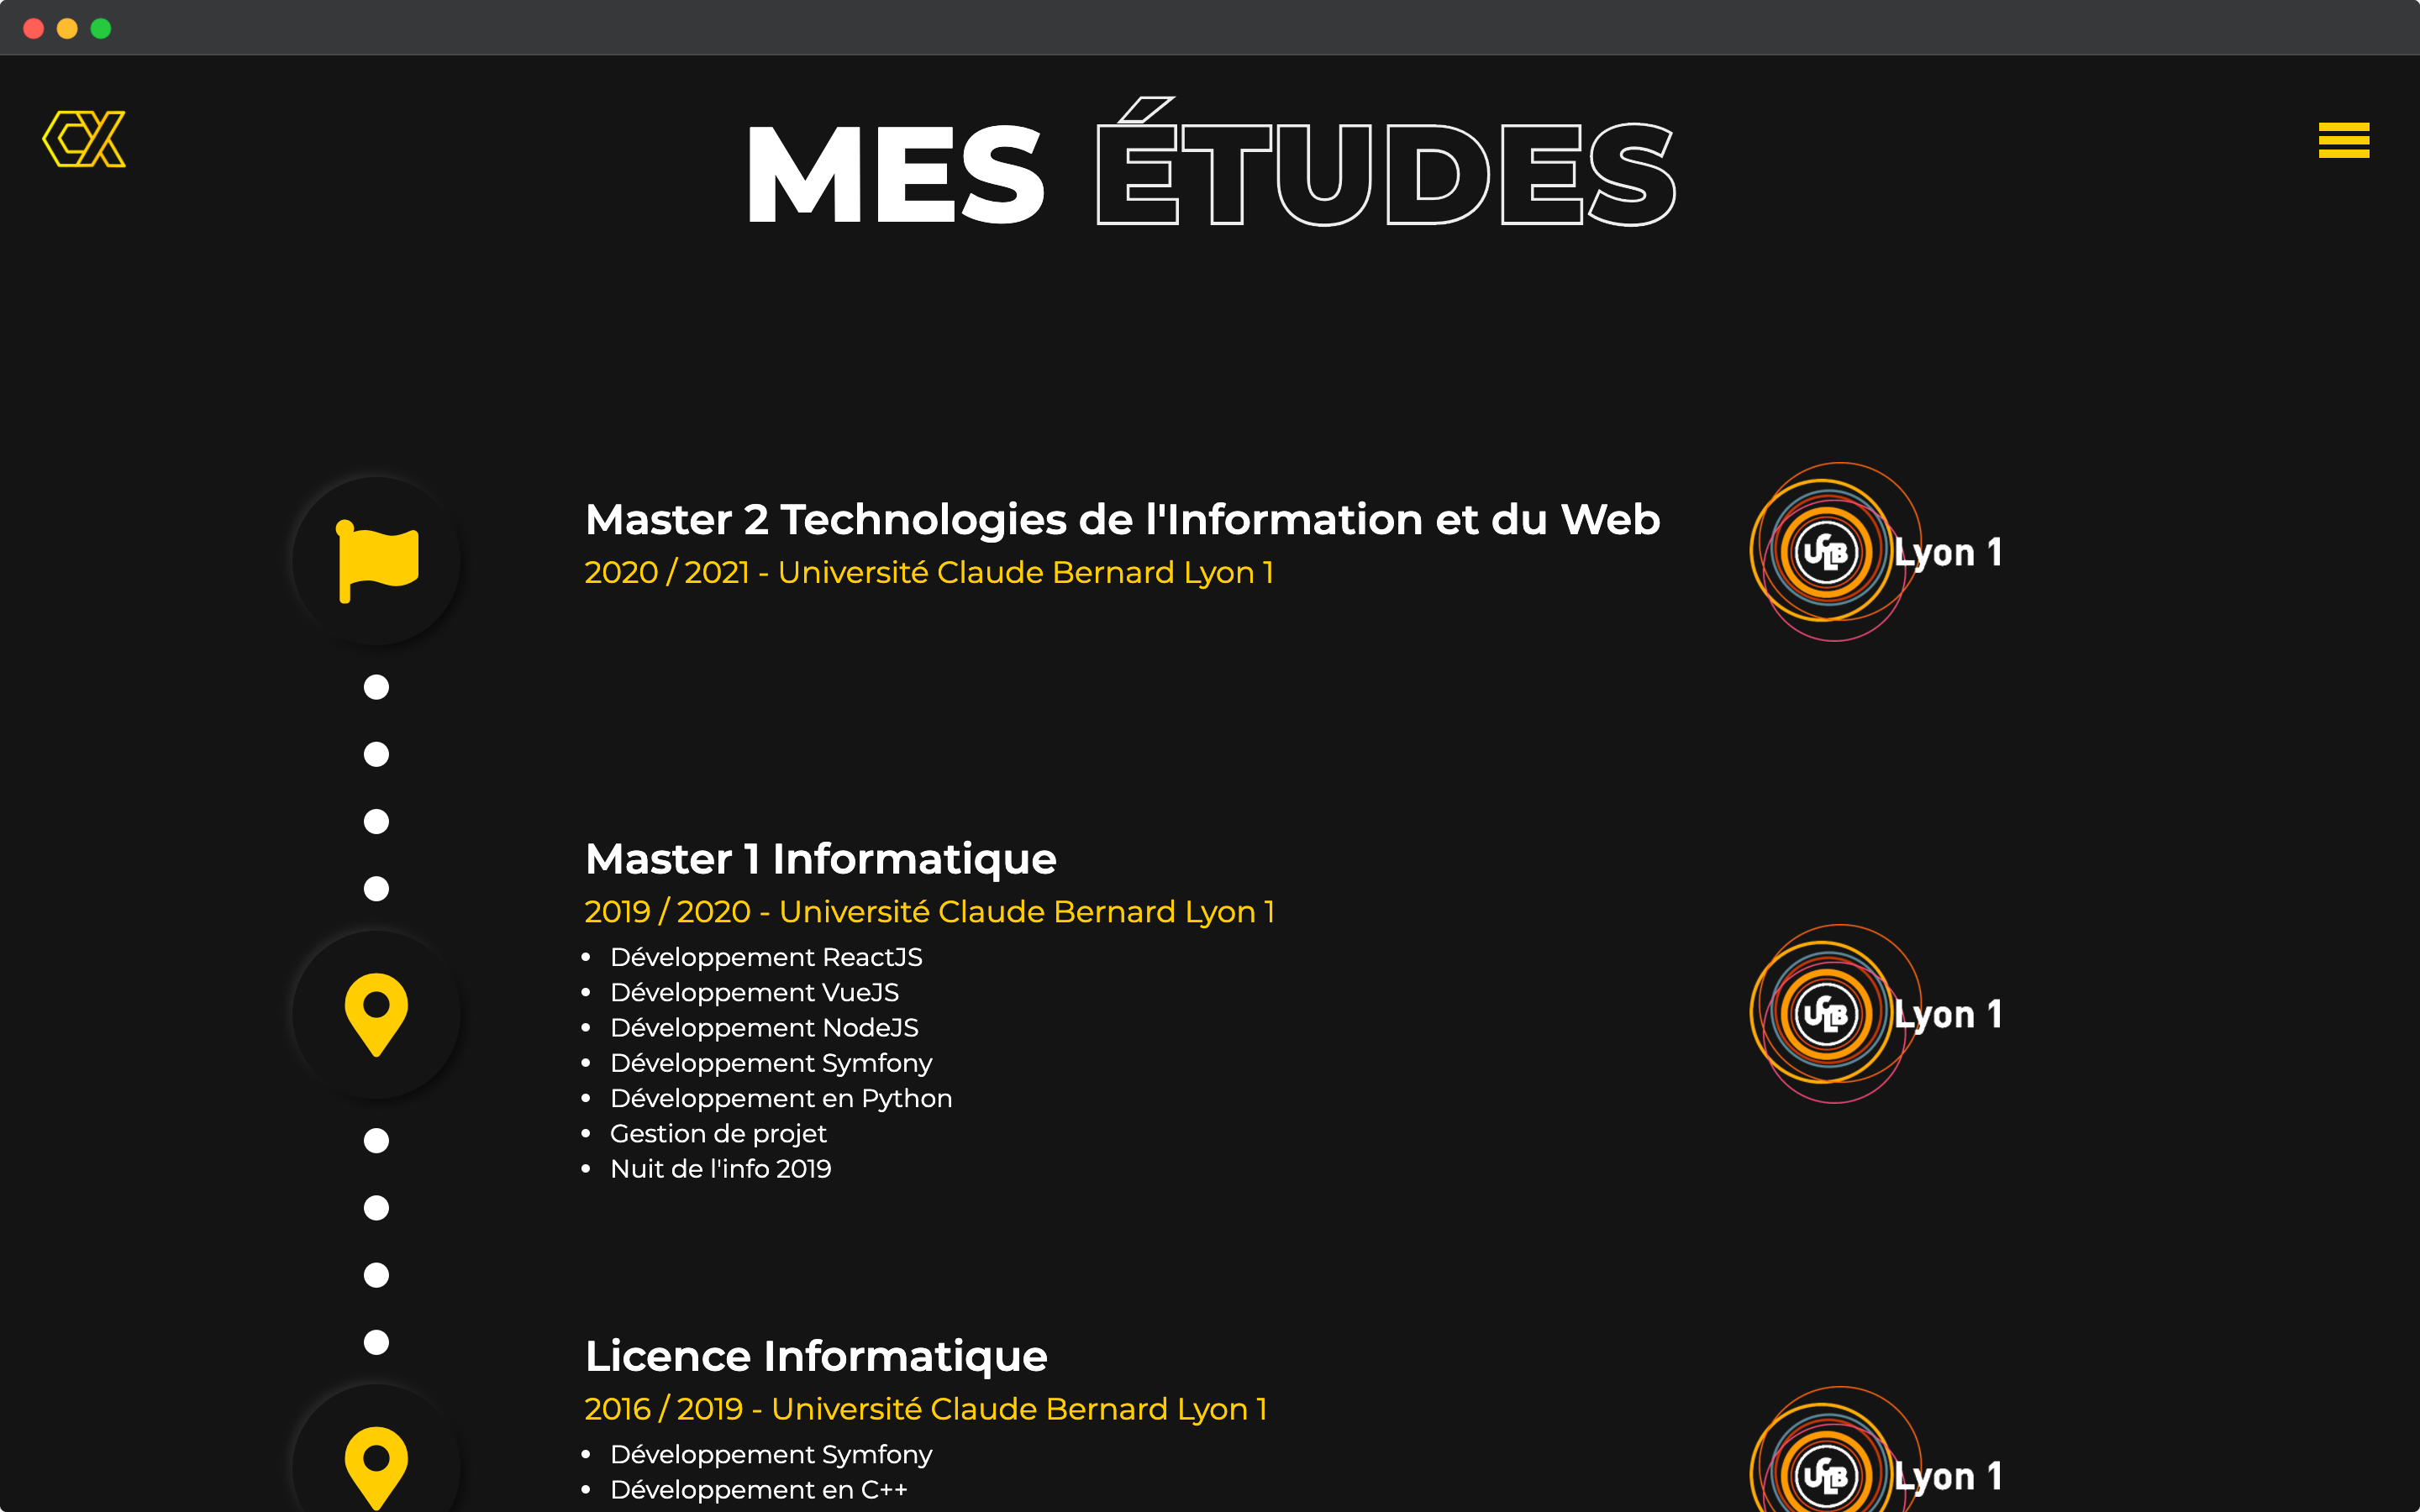 CX
MES ÉTUDES
Master 2 Technologies de l'Information et du Web
2020 / 2021 - Université Claude Bernard Lyon 1
UCLB
Lyon 1
Master 1 Informatique
2019 / 2020 - Université Claude Bernard Lyon 1
• Développement ReactJS
• Développement VueJS
• Développement NodeJS
• Développement Symfony
• Développement en Python
• Gestion de projet
• Nuit de l'info 2019
UCLB
Lyon 1
Licence Informatique
2016 / 2019 - Université Claude Bernard Lyon 1
• Développement Symfony
• Développement en C++
UCLB
Lyon 1